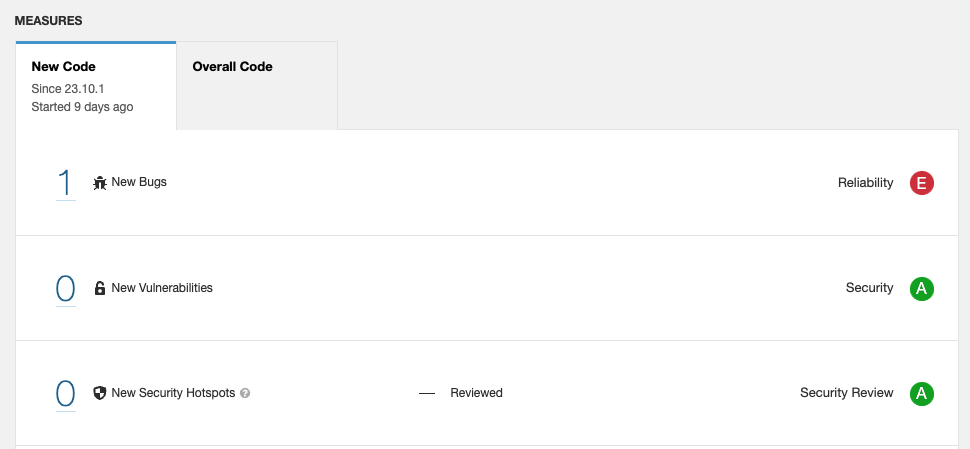 MEASURES
New Code
Since 23.10.1
Started 9 days ago
Overall Code
1 New Bugs Reliability E
0 New Vulnerabilities Security A
0 New Security Hotspots ? — Reviewed Security Review A